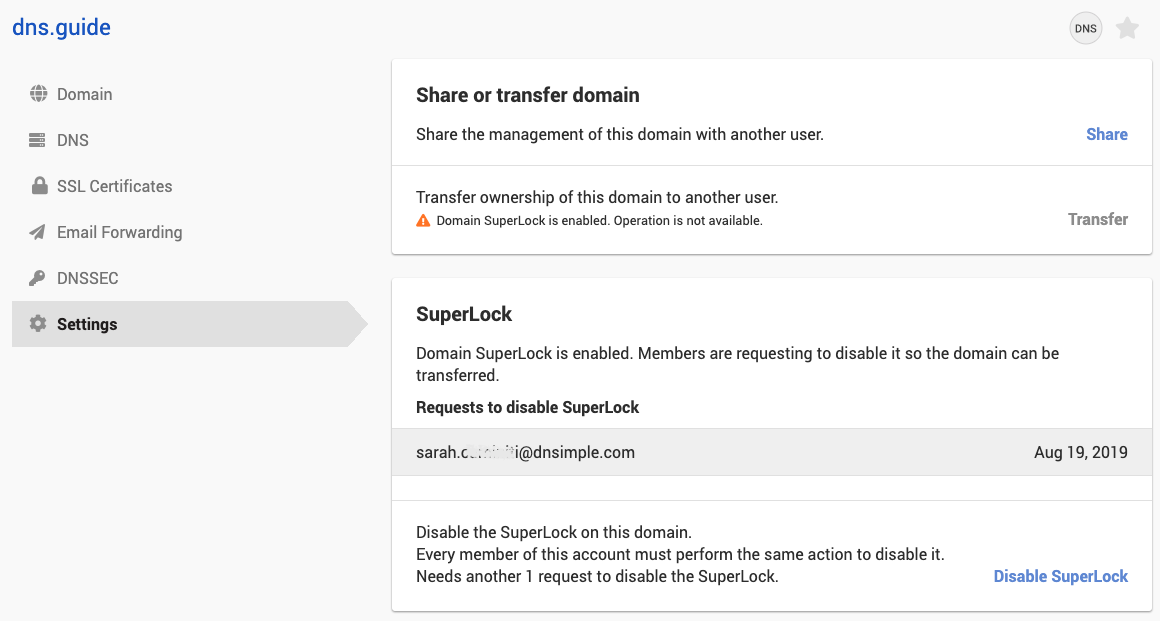 dns.guide
DNS
Domain
DNS
SSL Certificates
Email Forwarding
DNSSEC
Settings
Share or transfer domain
Share the management of this domain with another user.
Share
Transfer ownership of this domain to another user.
Domain SuperLock is enabled. Operation is not available.
Transfer
SuperLock
Domain SuperLock is enabled. Members are requesting to disable it so the domain can be
transferred.
Requests to disable SuperLock
Aug 19, 2019
Disable the SuperLock on this domain.
Every member of this account must perform the same action to disable it.
Needs another 1 request to disable the SuperLock.
Disable SuperLock